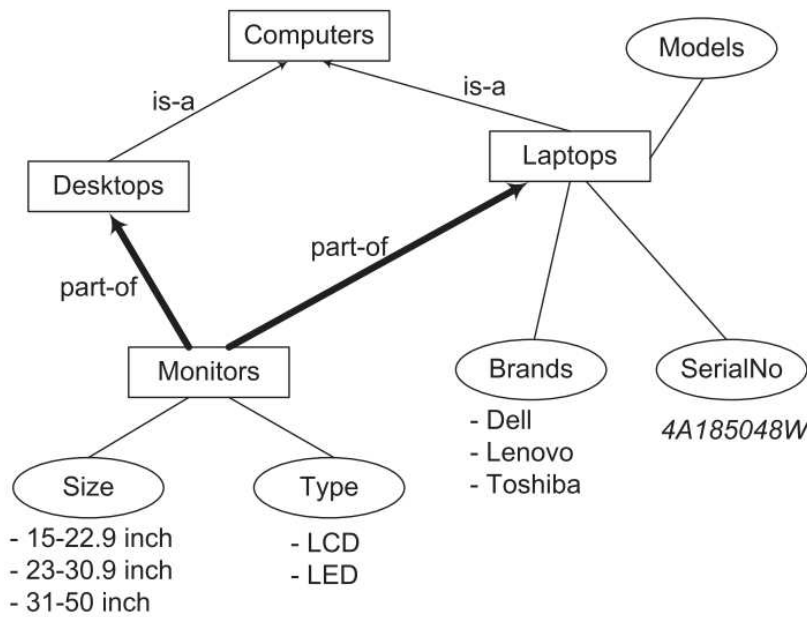 Computers
Models
is-a
is-a
Laptops
Desktops
part-of
part-of
Monitors
Brands
SerialNo
- Dell
- Lenovo
- Toshiba
4A185048W
Size
Type
- 15-22.9 inch
- 23-30.9 inch
- 31-50 inch
- LCD
- LED